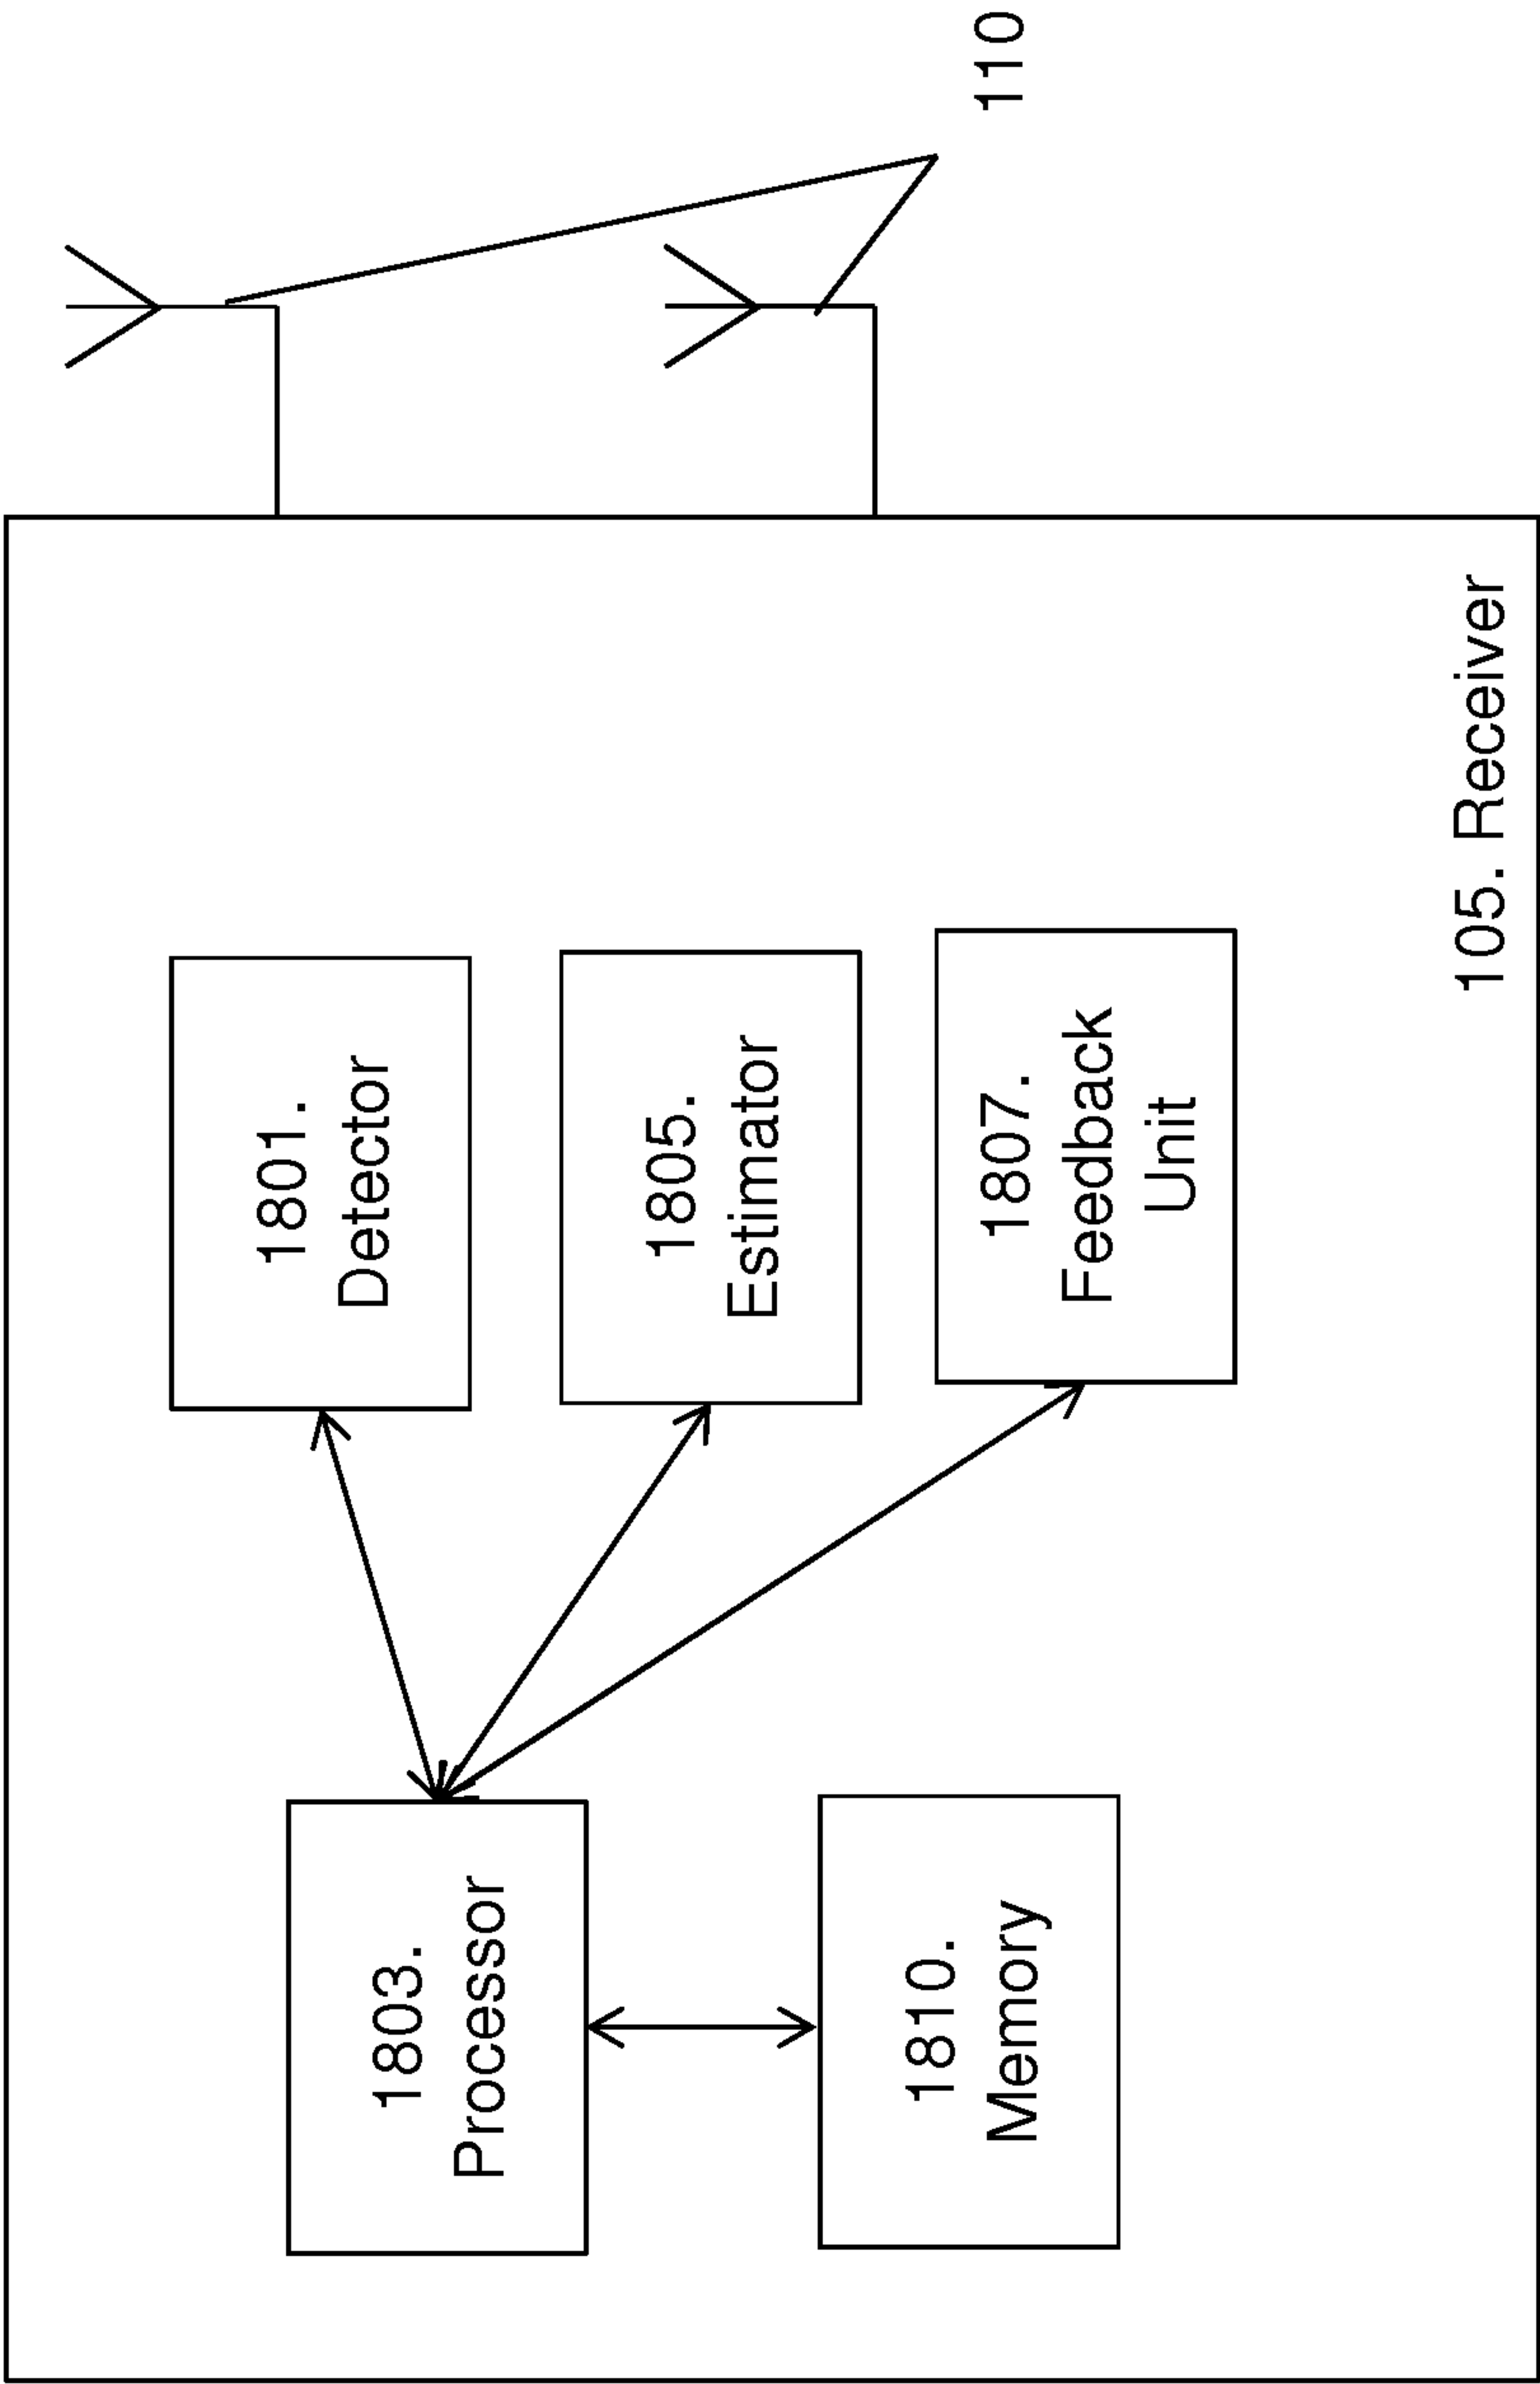 110
1801.
Detector
1805.
Estimator
1807.
Feedback
Unit
1803.
Processor
1810.
Memory
105. Receiver